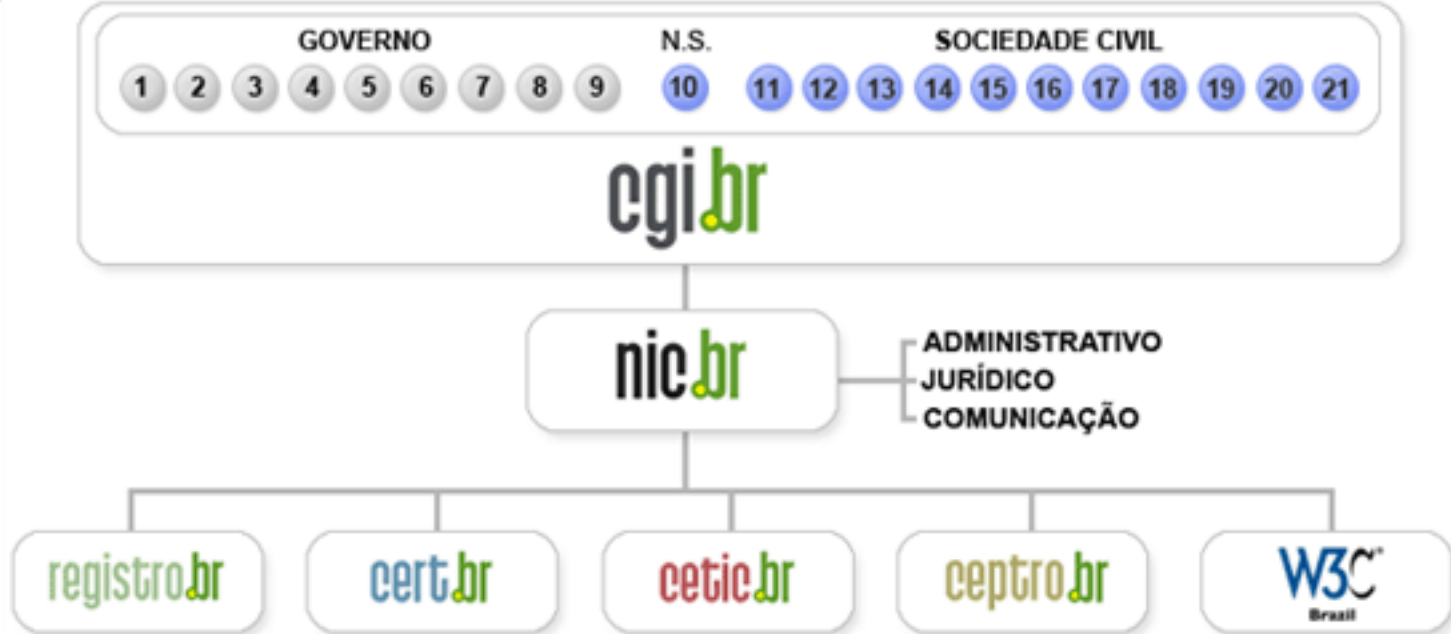 GOVERNO N.S. SOCIEDADE CIVIL
1 2 3 4 5 6 7 8 9 10 11 12 13 14 15 16 17 18 19 20 21
cgi.br
nic.br
ADMINISTRATIVO
JURÍDICO
COMUNICAÇÃO
registro.br cert.br cetic.br ceptro.br W3C®
Brazil